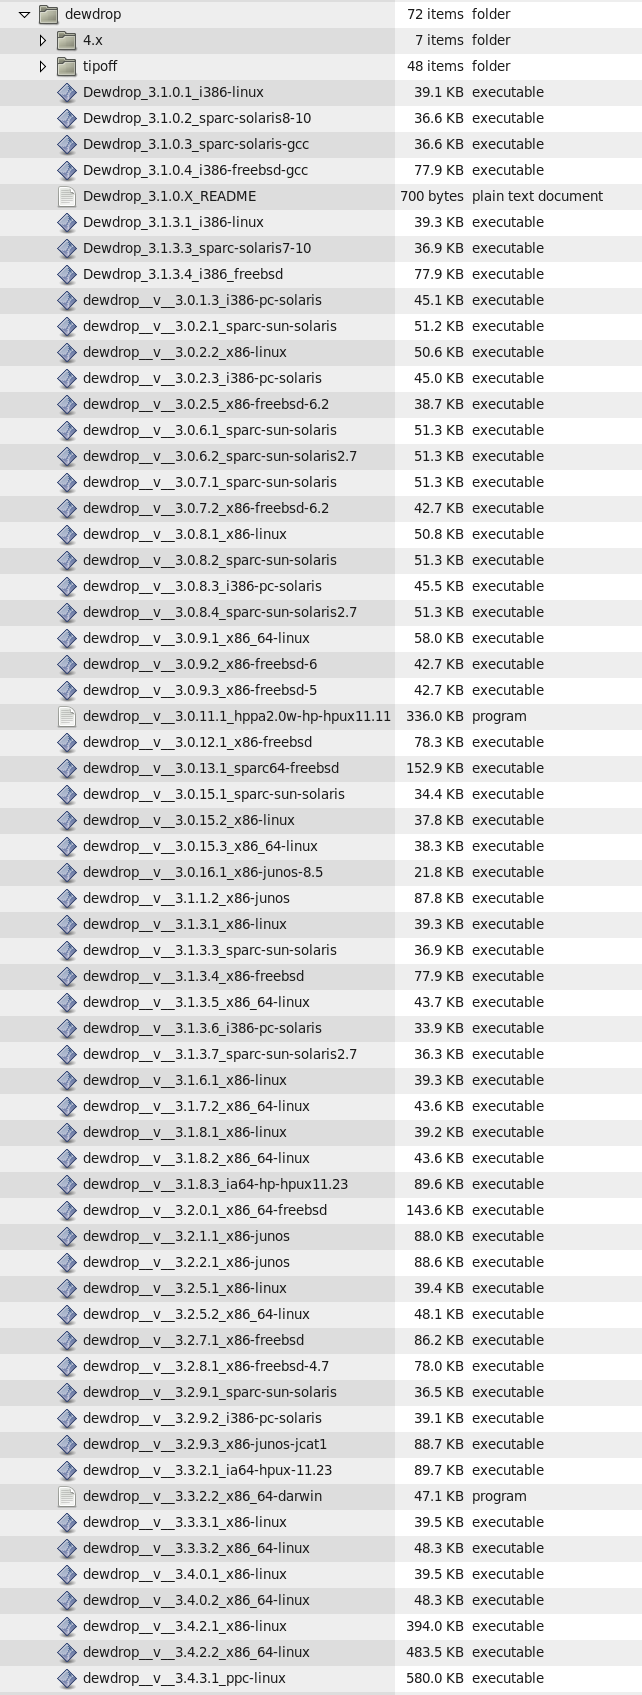 dewdrop 72 items folder
4.x 7 items folder
tipoff 48 items folder
Dewdrop_3.1.0.1_i386-linux 39.1 KB executable
Dewdrop_3.1.0.2_sparc-solaris8-10 36.6 KB executable
Dewdrop_3.1.0.3_sparc-solaris-gcc 36.6 KB executable
Dewdrop_3.1.0.4_i386-freebsd-gcc 77.9 KB executable
Dewdrop_3.1.0.X_README 700 bytes plain text document
Dewdrop_3.1.3.1_i386-linux 39.3 KB executable
Dewdrop_3.1.3.3_sparc-solaris7-10 36.9 KB executable
Dewdrop_3.1.3.4_i386_freebsd 77.9 KB executable
dewdrop__v__3.0.1.3_i386-pc-solaris 45.1 KB executable
dewdrop__v__3.0.2.1_sparc-sun-solaris 51.2 KB executable
dewdrop__v__3.0.2.2_x86-linux 50.6 KB executable
dewdrop__v__3.0.2.3_i386-pc-solaris 45.0 KB executable
dewdrop__v__3.0.2.5_x86-freebsd-6.2 38.7 KB executable
dewdrop__v__3.0.6.1_sparc-sun-solaris 51.3 KB executable
dewdrop__v__3.0.6.2_sparc-sun-solaris2.7 51.3 KB executable
dewdrop__v__3.0.7.1_sparc-sun-solaris 51.3 KB executable
dewdrop__v__3.0.7.2_x86-freebsd-6.2 42.7 KB executable
dewdrop__v__3.0.8.1_x86-linux 50.8 KB executable
dewdrop__v__3.0.8.2_sparc-sun-solaris 51.3 KB executable
dewdrop__v__3.0.8.3_i386-pc-solaris 45.5 KB executable
dewdrop__v__3.0.8.4_sparc-sun-solaris2.7 51.3 KB executable
dewdrop__v__3.0.9.1_x86_64-linux 58.0 KB executable
dewdrop__v__3.0.9.2_x86-freebsd-6 42.7 KB executable
dewdrop__v__3.0.9.3_x86-freebsd-5 42.7 KB executable
dewdrop__v__3.0.11.1_hppa2.0w-hp-hpux11.11 336.0 KB program
dewdrop__v__3.0.12.1_x86-freebsd 78.3 KB executable
dewdrop__v__3.0.13.1_sparc64-freebsd 152.9 KB executable
dewdrop__v__3.0.15.1_sparc-sun-solaris 34.4 KB executable
dewdrop__v__3.0.15.2_x86-linux 37.8 KB executable
dewdrop__v__3.0.15.3_x86_64-linux 38.3 KB executable
dewdrop__v__3.0.16.1_x86-junos-8.5 21.8 KB executable
dewdrop__v__3.1.1.2_x86-junos 87.8 KB executable
dewdrop__v__3.1.3.1_x86-linux 39.3 KB executable
dewdrop__v__3.1.3.3_sparc-sun-solaris 36.9 KB executable
dewdrop__v__3.1.3.4_x86-freebsd 77.9 KB executable
dewdrop__v__3.1.3.5_x86_64-linux 43.7 KB executable
dewdrop__v__3.1.3.6_i386-pc-solaris 33.9 KB executable
dewdrop__v__3.1.3.7_sparc-sun-solaris2.7 36.3 KB executable
dewdrop__v__3.1.6.1_x86-linux 39.3 KB executable
dewdrop__v__3.1.7.2_x86_64-linux 43.6 KB executable
dewdrop__v__3.1.8.1_x86-linux 39.2 KB executable
dewdrop__v__3.1.8.2_x86_64-linux 43.6 KB executable
dewdrop__v__3.1.8.3_ia64-hp-hpux11.23 89.6 KB executable
dewdrop__v__3.2.0.1_x86_64-freebsd 143.6 KB executable
dewdrop__v__3.2.1.1_x86-junos 88.0 KB executable
dewdrop__v__3.2.2.1_x86-junos 88.6 KB executable
dewdrop__v__3.2.5.1_x86-linux 39.4 KB executable
dewdrop__v__3.2.5.2_x86_64-linux 48.1 KB executable
dewdrop__v__3.2.7.1_x86-freebsd 86.2 KB executable
dewdrop__v__3.2.8.1_x86-freebsd-4.7 78.0 KB executable
dewdrop__v__3.2.9.1_sparc-sun-solaris 36.5 KB executable
dewdrop__v__3.2.9.2_i386-pc-solaris 39.1 KB executable
dewdrop__v__3.2.9.3_x86-junos-jcat1 88.7 KB executable
dewdrop__v__3.3.2.1_ia64-hpux-11.23 89.7 KB executable
dewdrop__v__3.3.2.2_x86_64-darwin 47.1 KB program
dewdrop__v__3.3.3.1_x86-linux 39.5 KB executable
dewdrop__v__3.3.3.2_x86_64-linux 48.3 KB executable
dewdrop__v__3.4.0.1_x86-linux 39.5 KB executable
dewdrop__v__3.4.0.2_x86_64-linux 48.3 KB executable
dewdrop__v__3.4.2.1_x86-linux 394.0 KB executable
dewdrop__v__3.4.2.2_x86_64-linux 483.5 KB executable
dewdrop__v__3.4.3.1_ppc-linux 580.0 KB executable